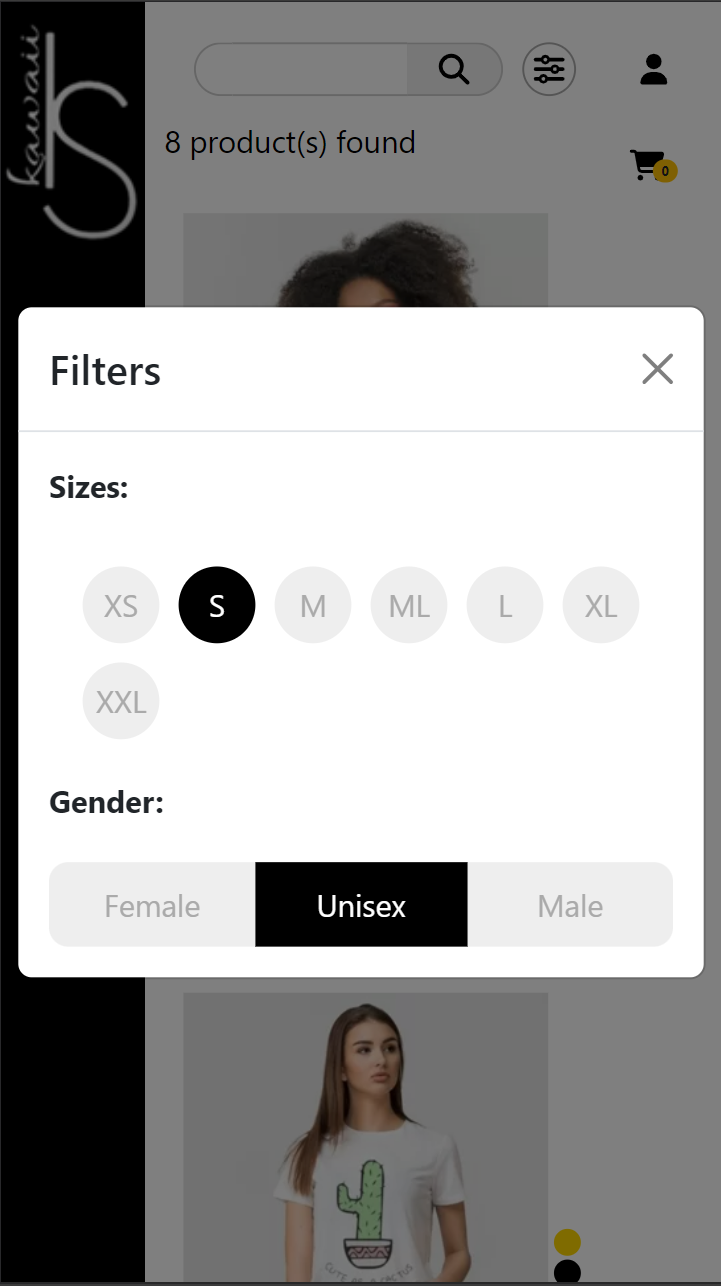 kawaii
S
8 product(s) found
0
Filters
Sizes:
XS S M ML L XL
XXL
Gender:
Female Unisex Male
CUTE AS A CACTUS